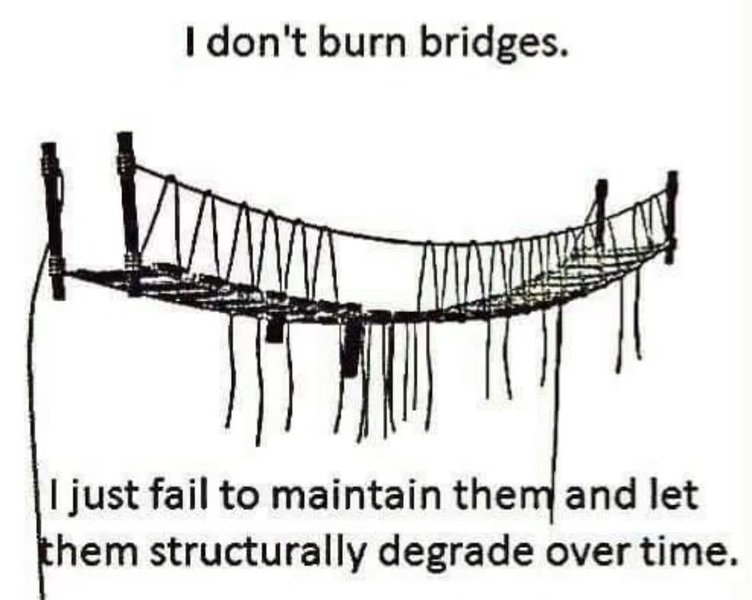 I don't burn bridges.
I just fail to maintain them and let
them structurally degrade over time.